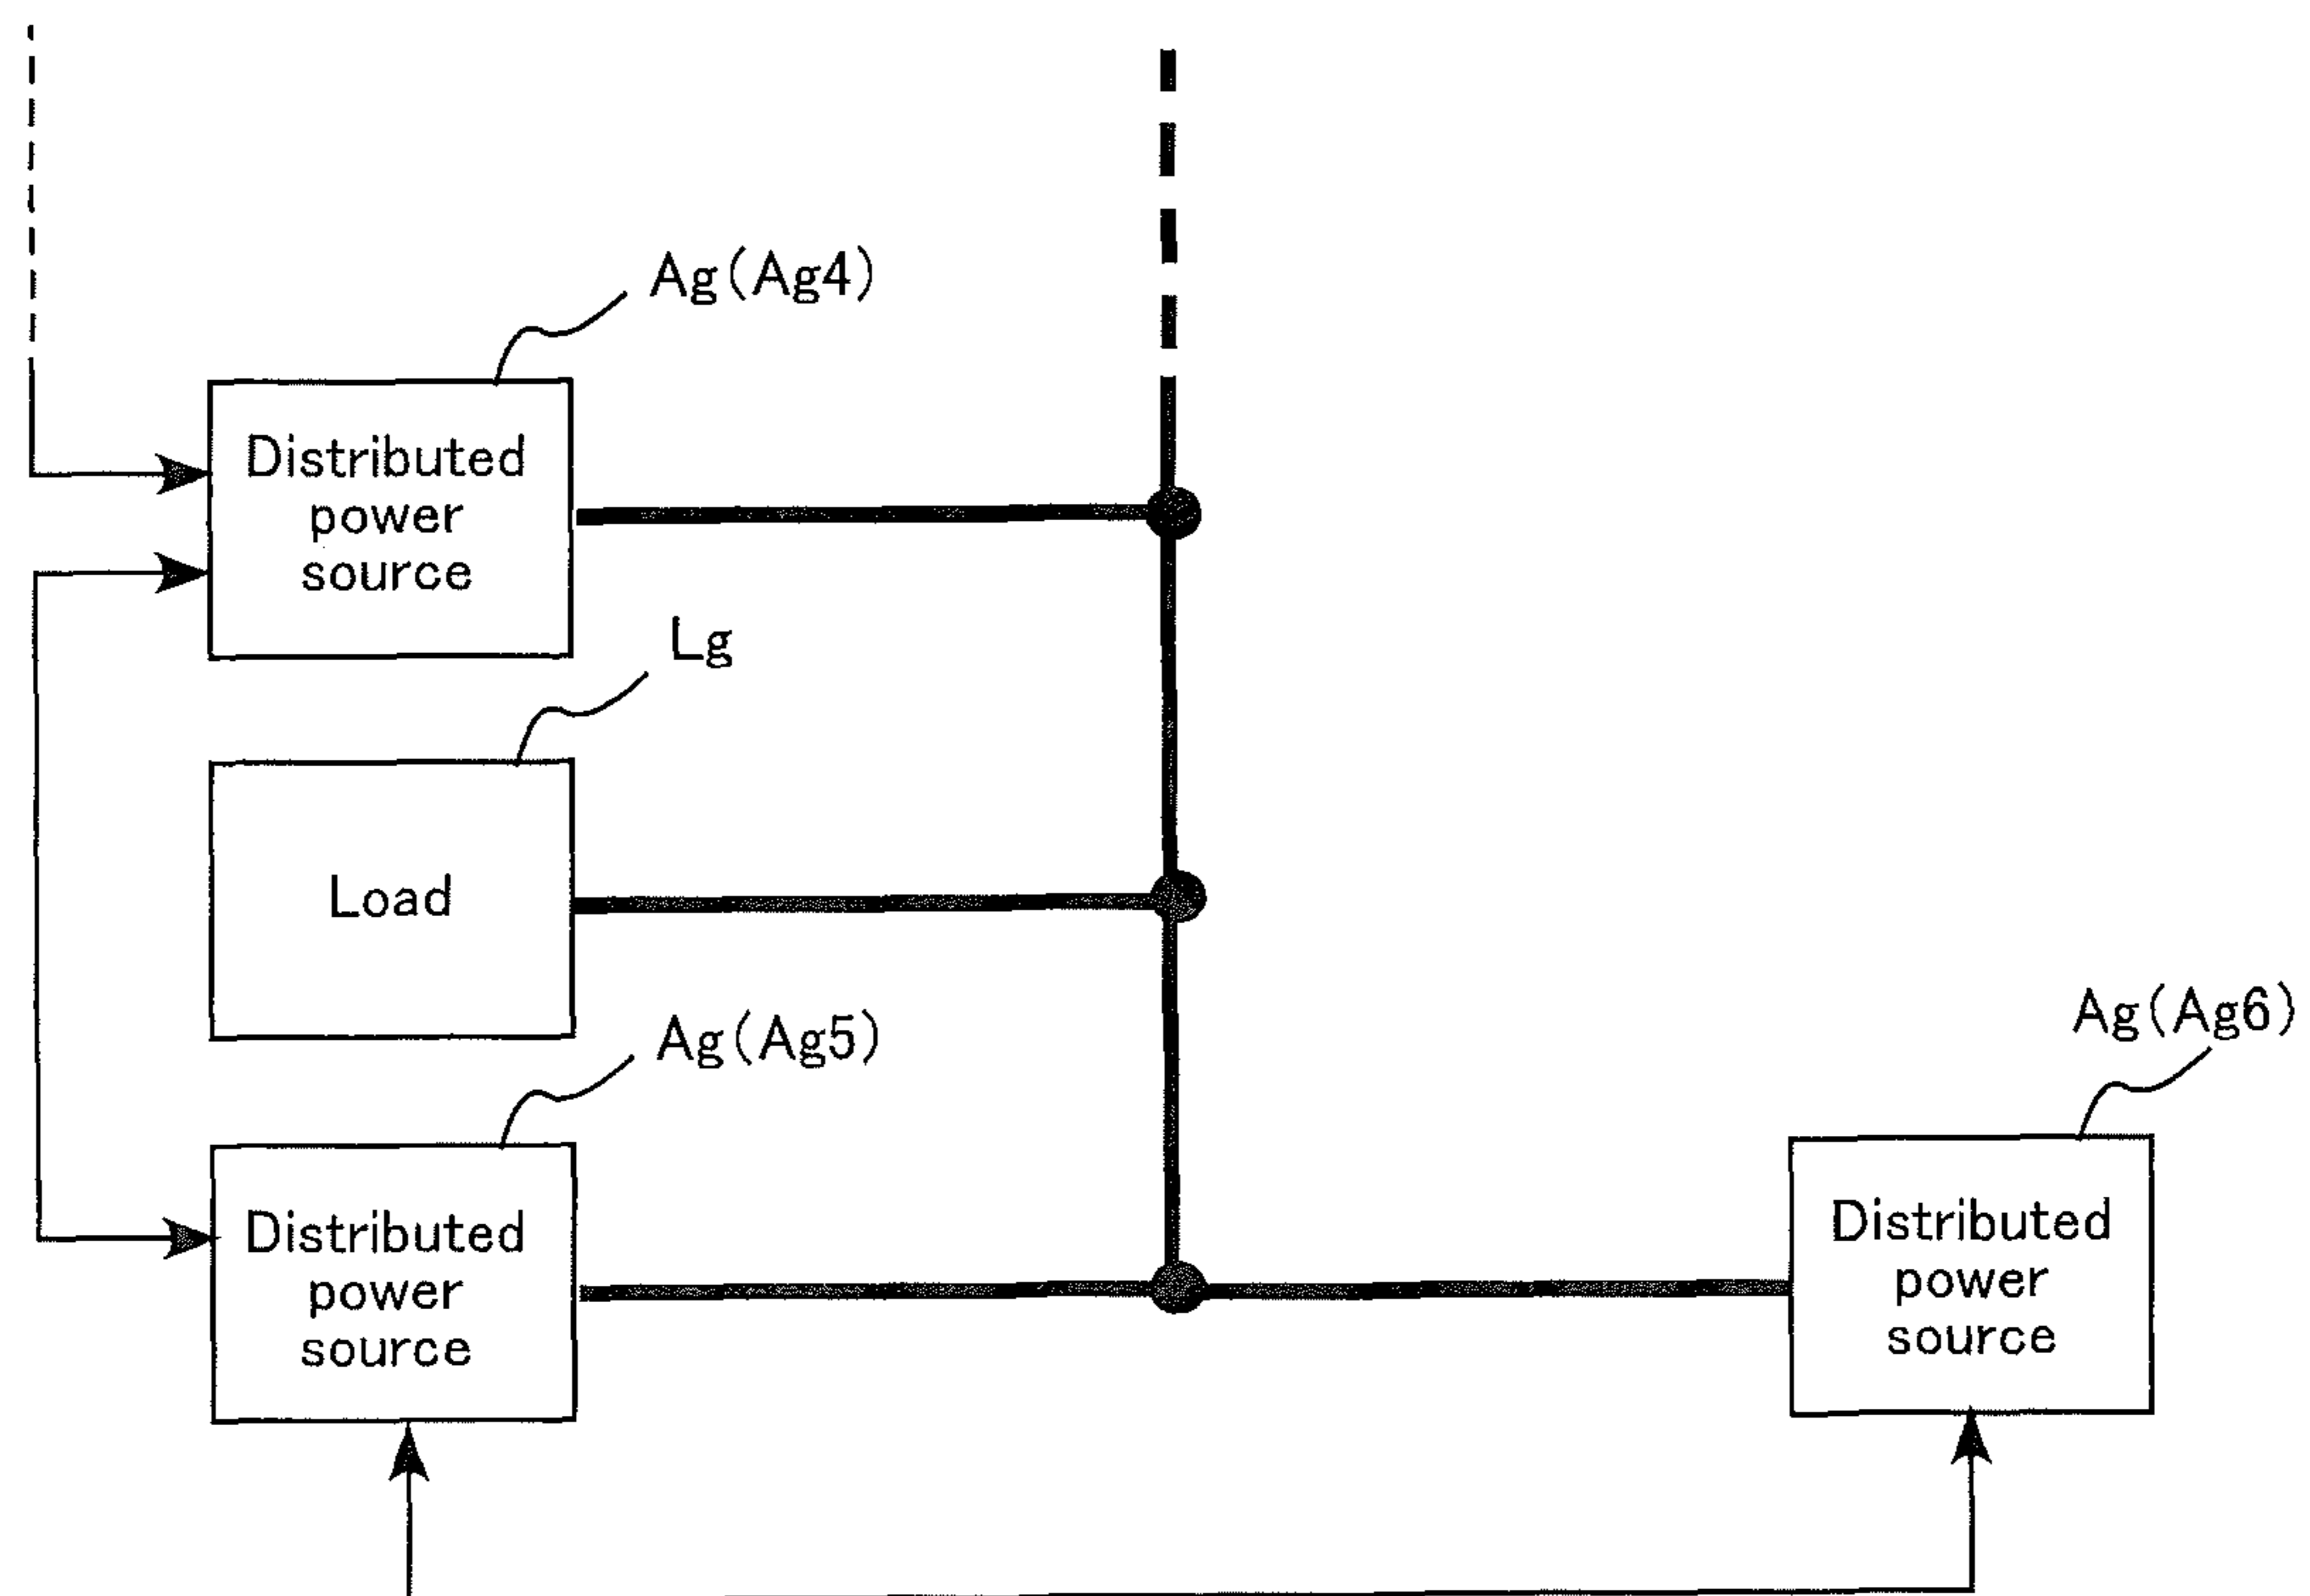 Ag(Ag4)
Distributed
power
source
Lg
Load
Ag(Ag5)
Distributed
power
source
Ag(Ag6)
Distributed
power
source